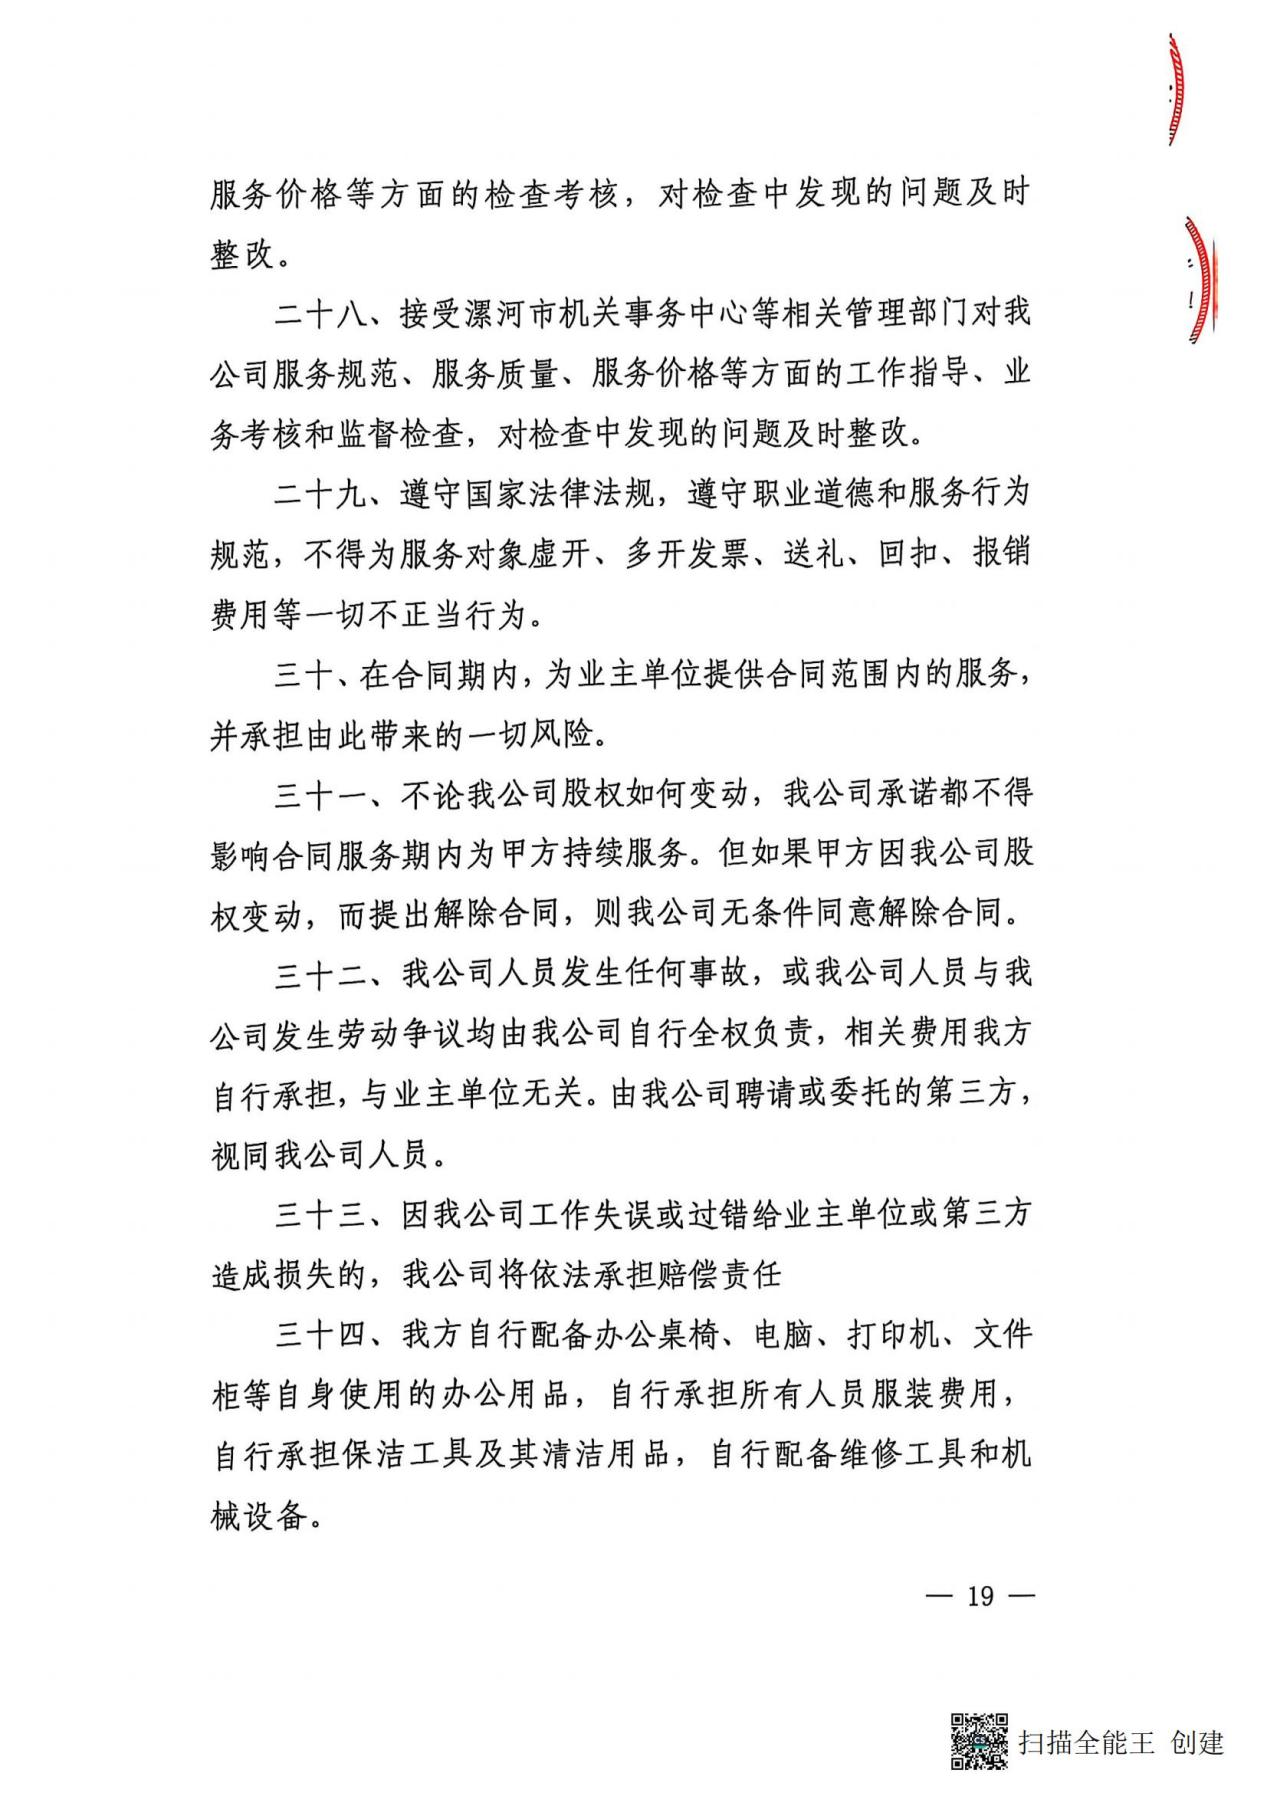 服务价格等方面的检查考核，对检查中发现的问题及时
整改。
二十八、接受漯河市机关事务中心等相关管理部门对我
公司服务规范、服务质量、服务价格等方面的工作指导、业
务考核和监督检查，对检查中发现的问题及时整改。
二十九、遵守国家法律法规，遵守职业道德和服务行为
规范，不得为服务对象虚开、多开发票、送礼、回扣、报销
费用等一切不正当行为。
三十、在合同期内，为业主单位提供合同范围内的服务，
并承担由此带来的一切风险。
三十一、不论我公司股权如何变动，我公司承诺都不得
影响合同服务期内为甲方持续服务。但如果甲方因我公司股
权变动，而提出解除合同，则我公司无条件同意解除合同。
三十二、我公司人员发生任何事故，或我公司人员与我
公司发生劳动争议均由我公司自行全权负责，相关费用我方
自行承担，与业主单位无关。由我公司聘请或委托的第三方，
视同我公司人员。
三十三、因我公司工作失误或过错给业主单位或第三方
造成损失的，我公司将依法承担赔偿责任
三十四、我方自行配备办公桌椅、电脑、打印机、文件
柜等自身使用的办公用品，自行承担所有人员服装费用，
自行承担保洁工具及其清洁用品，自行配备维修工具和机
械设备。
— 19 —
CS
扫描全能王 创建